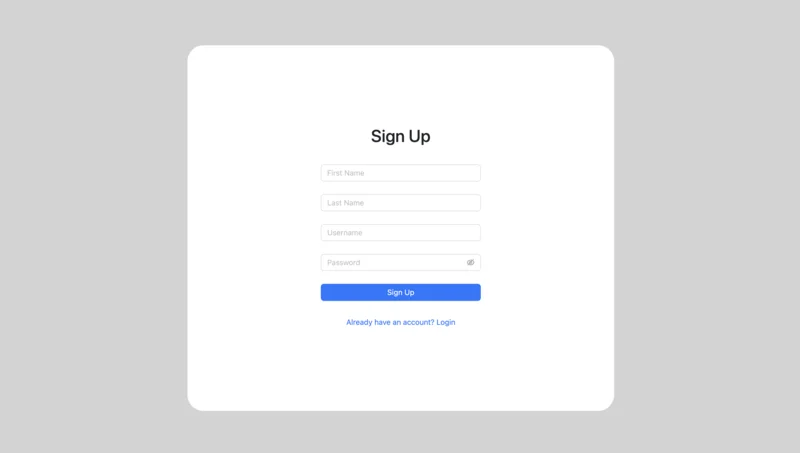 Sign Up
First Name
Last Name
Username
Password
Sign Up
Already have an account? Login